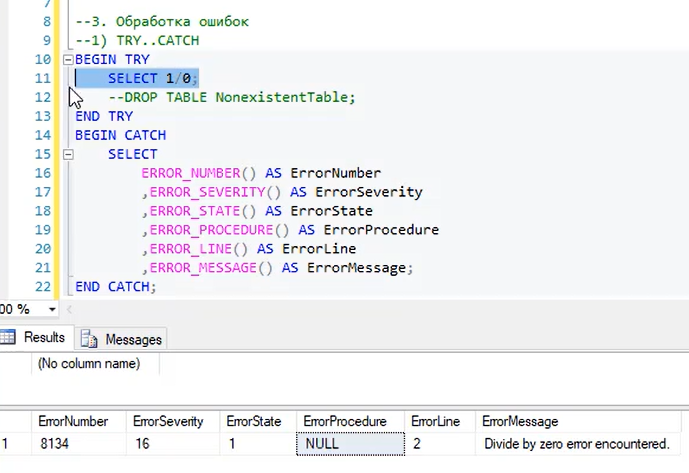 7
8 --3. Обработка ошибок
9 --1) TRY..CATCH
10 BEGIN TRY
11 SELECT 1/0;
12 --DROP TABLE NonexistentTable;
13 END TRY
14 BEGIN CATCH
15 SELECT
16 ERROR_NUMBER() AS ErrorNumber
17 ,ERROR_SEVERITY() AS ErrorSeverity
18 ,ERROR_STATE() AS ErrorState
19 ,ERROR_PROCEDURE() AS ErrorProcedure
20 ,ERROR_LINE() AS ErrorLine
21 ,ERROR_MESSAGE() AS ErrorMessage;
22 END CATCH;
00 %
Results Messages
(No column name)
ErrorNumber ErrorSeverity ErrorState ErrorProcedure ErrorLine ErrorMessage
1 8134 16 1 NULL 2 Divide by zero error encountered.